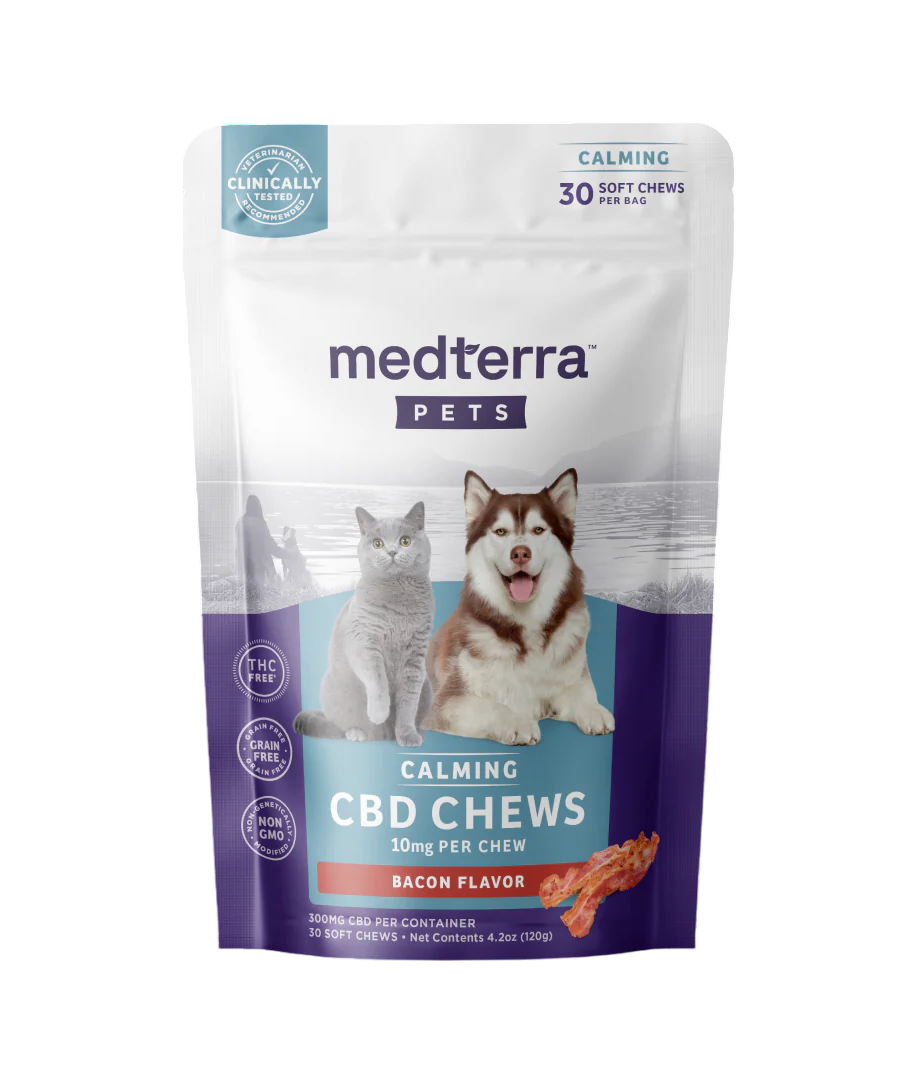 VETERINARIAN
CLINICALLY
TESTED
RECOMMENDED
CALMING
30 SOFT CHEWS
PER BAG
medterra™
PETS
THC
FREE*
GRAIN FREE
GRAIN
FREE
GRAIN FREE
NON-GENETICALLY
NON
GMO
MODIFIED
CALMING
CBD CHEWS
10mg PER CHEW
BACON FLAVOR
300MG CBD PER CONTAINER
30 SOFT CHEWS • Net Contents 4.2oz (120g)